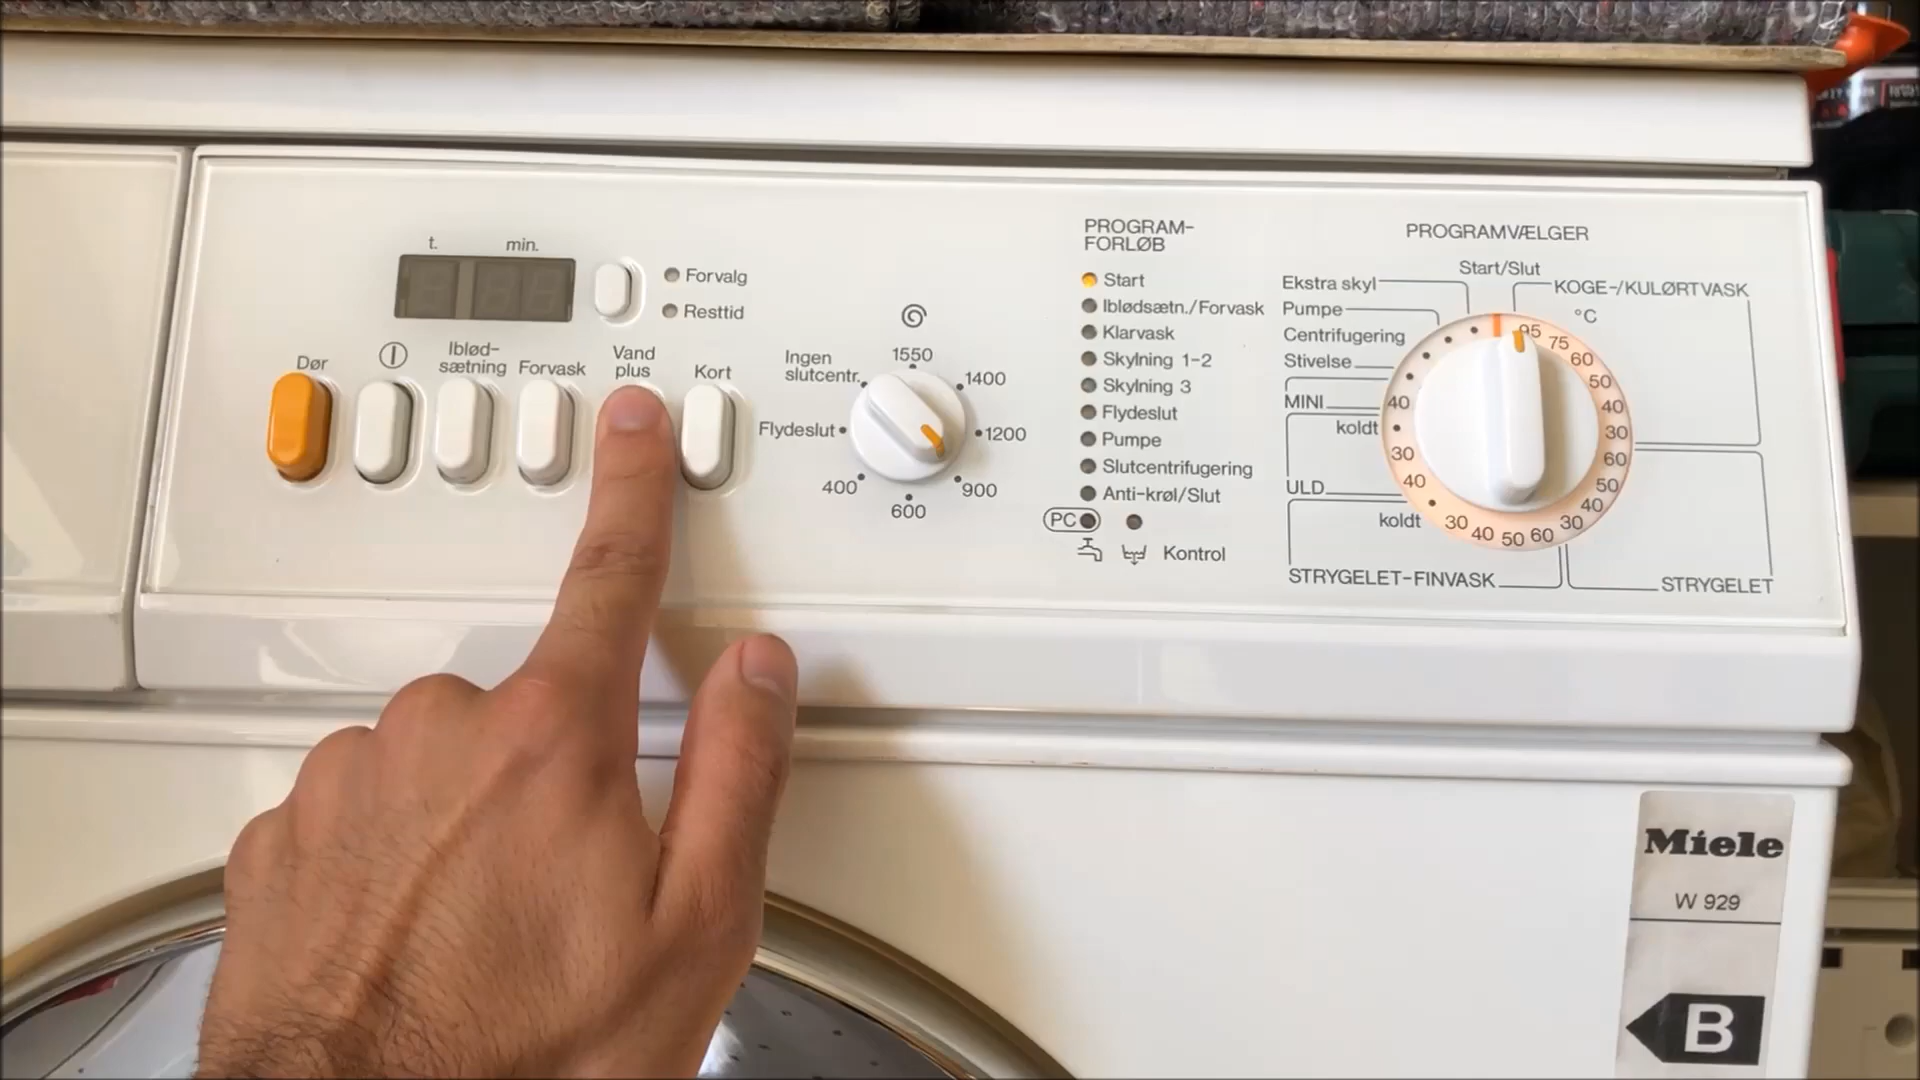 t. min.
Forvalg
Resttid
Dør
Iblød-
sætning
Forvask
Vand
plus
Kort
Ingen
slutcentr.
1550
1400
1200
900
600
400
Flydeslut
PROGRAM-
FORLØB
Start
Iblødsætn./Forvask
Klarvask
Skylning 1-2
Skylning 3
Flydeslut
Pumpe
Slutcentrifugering
Anti-krøl/Slut
PC
Kontrol
PROGRAMVÆLGER
Start/Slut
Ekstra skyl
Pumpe
Centrifugering
Stivelse
MINI
koldt
ULD
koldt
STRYGELET-FINVASK
KOGE-/KULØRTVASK
°C
95
75
60
50
40
30
60
50
40
30
60
50
40
30
40
30
40
STRYGELET
Miele
W 929
B